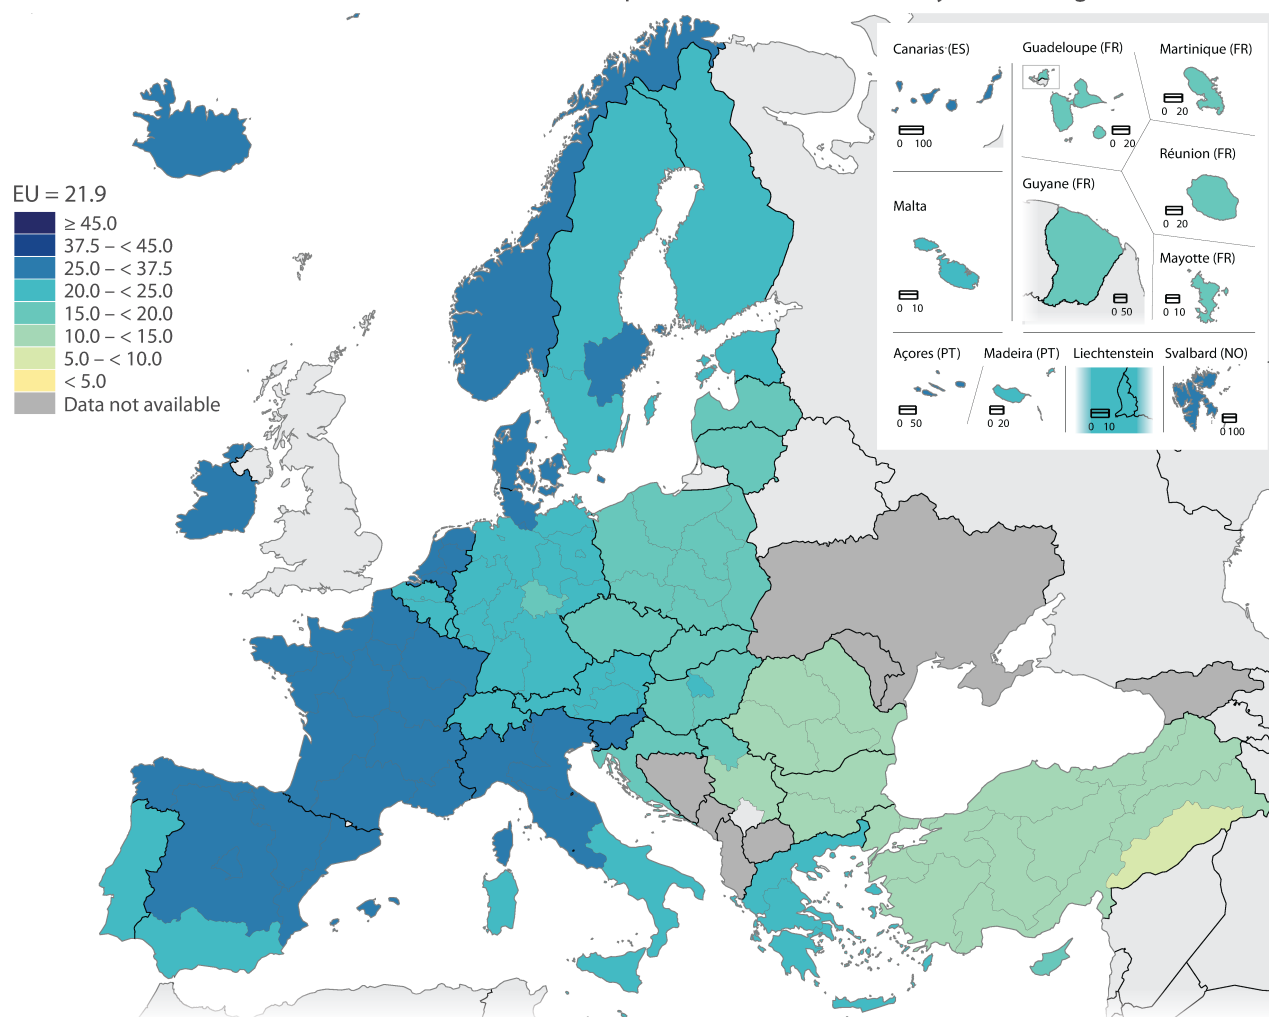 EU = 21.9
≥ 45.0
37.5 – < 45.0
25.0 – < 37.5
20.0 – < 25.0
15.0 – < 20.0
10.0 – < 15.0
5.0 – < 10.0
< 5.0
Data not available
Canarias (ES)
0 100
Guadeloupe (FR)
0 20
Martinique (FR)
0 20
Réunion (FR)
0 20
Guyane (FR)
0 50
Malta
0 10
Mayotte (FR)
0 10
Açores (PT)
0 50
Madeira (PT)
0 20
Liechtenstein
0 10
Svalbard (NO)
0 100